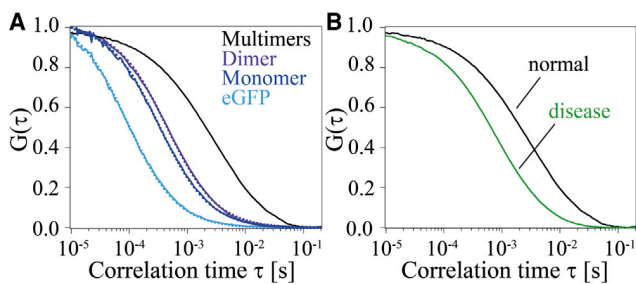 A
B
Multimers
Dimer
Monomer
eGFP
normal
disease
G(τ)
1.0
0.8
0.6
0.4
0.2
0.0
10⁻⁵
10⁻⁴
10⁻³
10⁻²
10⁻¹
Correlation time τ [s]
G(τ)
1.0
0.8
0.6
0.4
0.2
0.0
10⁻⁵
10⁻⁴
10⁻³
10⁻²
10⁻¹
Correlation time τ [s]